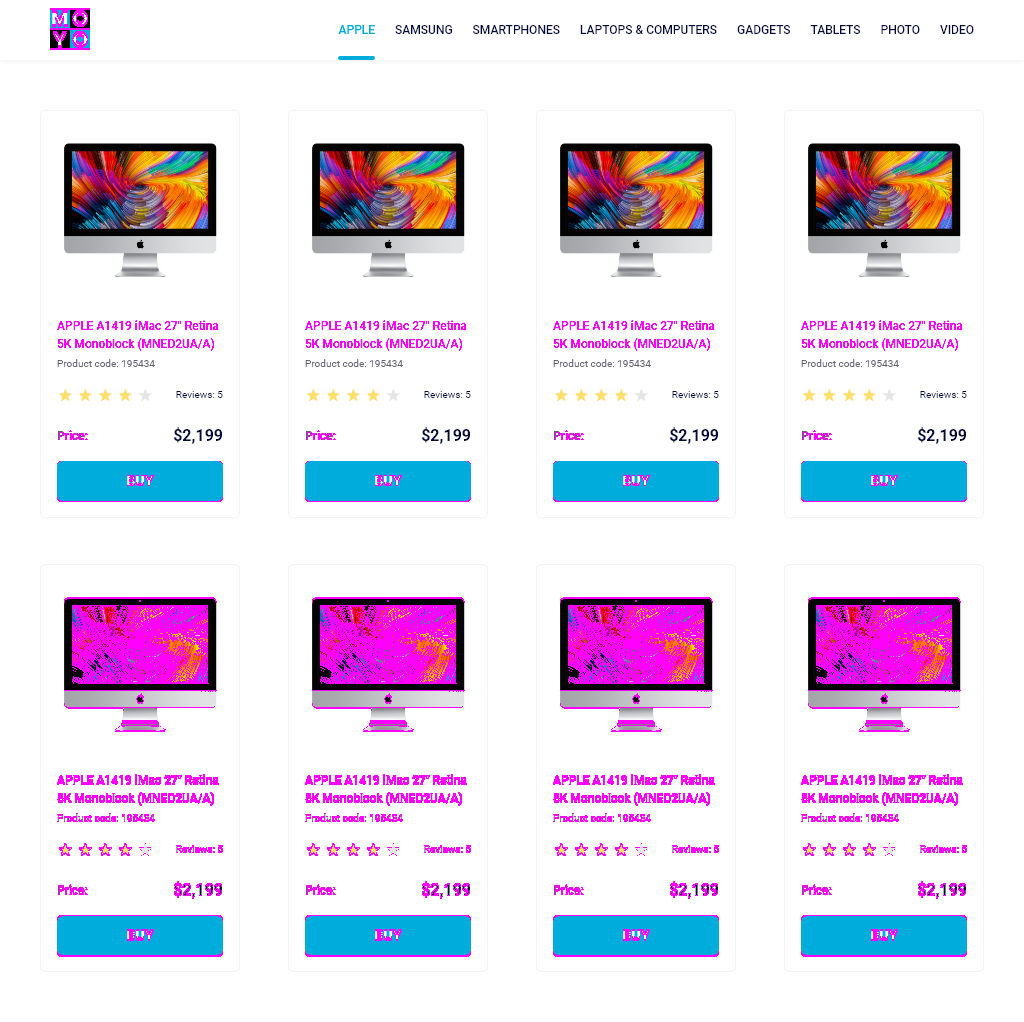 MO
YO
APPLE SAMSUNG SMARTPHONES LAPTOPS & COMPUTERS GADGETS TABLETS PHOTO VIDEO
APPLE A1419 iMac 27" Retina
5K Monoblock (MNED2UA/A)
Product code: 195434
Reviews: 5
Price: $2,199
BUY
APPLE A1419 iMac 27" Retina
5K Monoblock (MNED2UA/A)
Product code: 195434
Reviews: 5
Price: $2,199
BUY
APPLE A1419 iMac 27" Retina
5K Monoblock (MNED2UA/A)
Product code: 195434
Reviews: 5
Price: $2,199
BUY
APPLE A1419 iMac 27" Retina
5K Monoblock (MNED2UA/A)
Product code: 195434
Reviews: 5
Price: $2,199
BUY
APPLE A1419 iMac 27" Retina
5K Monoblock (MNED2UA/A)
Product code: 195434
Reviews: 5
Price: $2,199
BUY
APPLE A1419 iMac 27" Retina
5K Monoblock (MNED2UA/A)
Product code: 195434
Reviews: 5
Price: $2,199
BUY
APPLE A1419 iMac 27" Retina
5K Monoblock (MNED2UA/A)
Product code: 195434
Reviews: 5
Price: $2,199
BUY
APPLE A1419 iMac 27" Retina
5K Monoblock (MNED2UA/A)
Product code: 195434
Reviews: 5
Price: $2,199
BUY